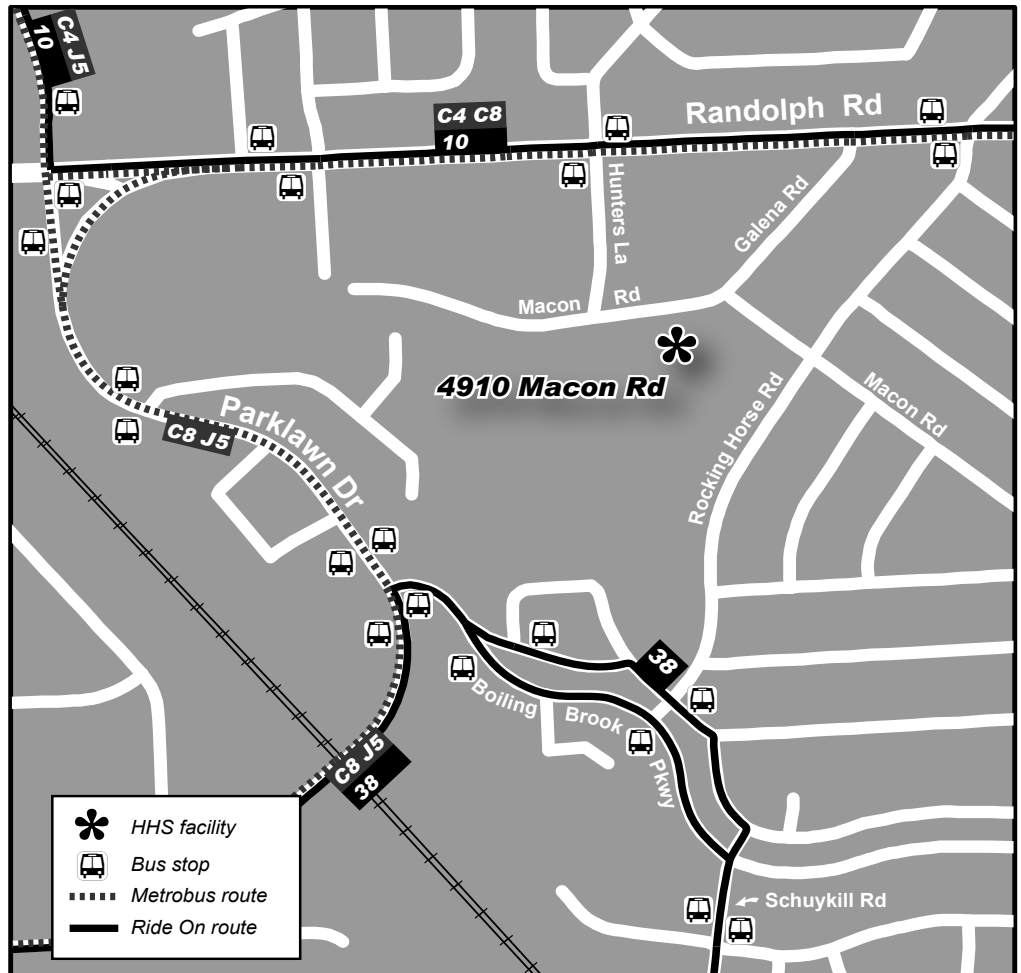 C4 J5
10
C4 C8
10
Randolph Rd
Hunters La
Galena Rd
Macon Rd
4910 Macon Rd
Macon Rd
Rocking Horse Rd
Parklawn Dr
C8 J5
38
Boiling Brook Pkwy
C8 J5
38
HHS facility
Bus stop
Metrobus route
Ride On route
Schuykill Rd